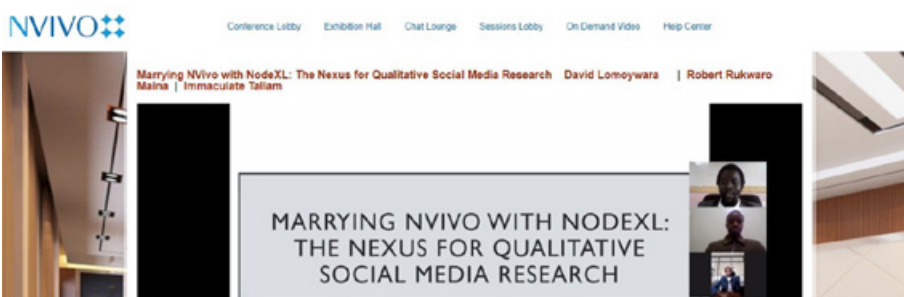 NVIVO
Conference Lobby Exhibition Hall Chat Lounge Sessions Lobby On Demand Video Help Center
Marrying NVivo with NodeXL: The Nexus for Qualitative Social Media Research David Lomoywara | Robert Rukwaro
Maina | Immaculate Tallam
MARRYING NVIVO WITH NODEXL:
THE NEXUS FOR QUALITATIVE
SOCIAL MEDIA RESEARCH